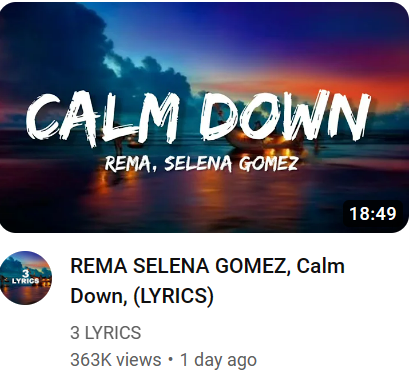 CALM DOWN
REMA, SELENA GOMEZ
18:49
3
LYRICS
REMA SELENA GOMEZ, Calm
Down, (LYRICS)
3 LYRICS
363K views • 1 day ago